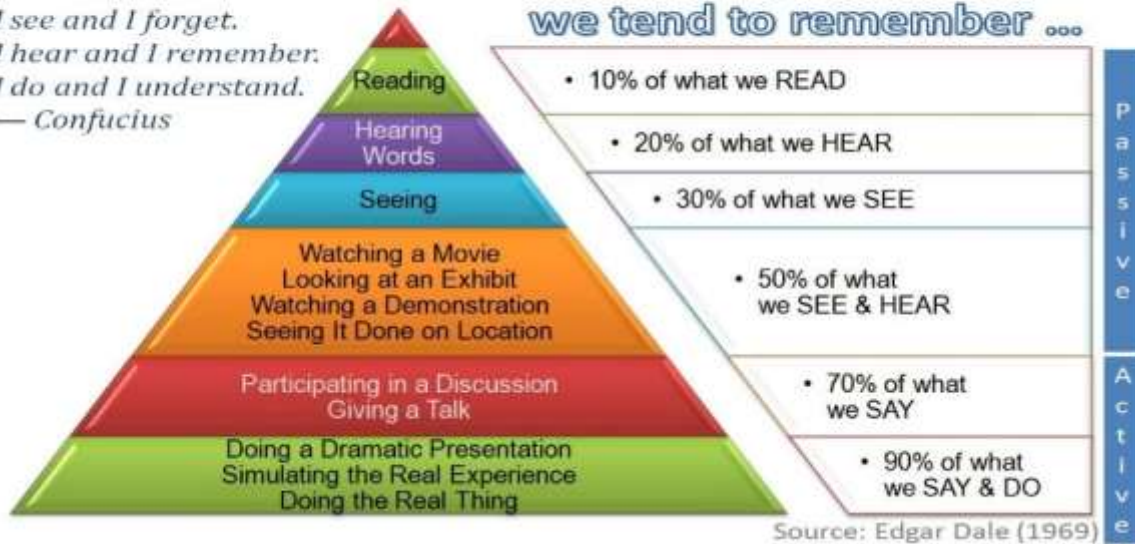 I see and I forget.
I hear and I remember.
I do and I understand.
— Confucius
we tend to remember ...
Reading
• 10% of what we READ
Hearing
Words
• 20% of what we HEAR
Seeing
• 30% of what we SEE
Watching a Movie
Looking at an Exhibit
Watching a Demonstration
Seeing It Done on Location
• 50% of what
we SEE & HEAR
Participating in a Discussion
Giving a Talk
• 70% of what
we SAY
Doing a Dramatic Presentation
Simulating the Real Experience
Doing the Real Thing
• 90% of what
we SAY & DO
Passive
Active
Source: Edgar Dale (1969)